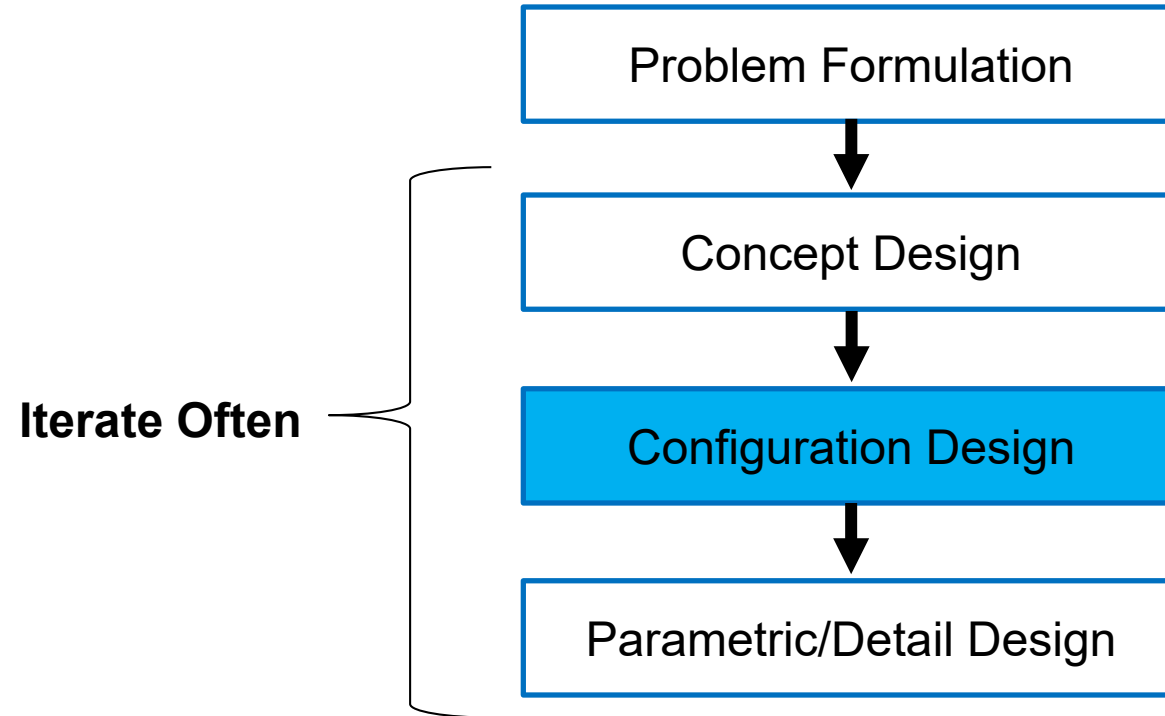 Problem Formulation
Concept Design
Iterate Often
Configuration Design
Parametric/Detail Design